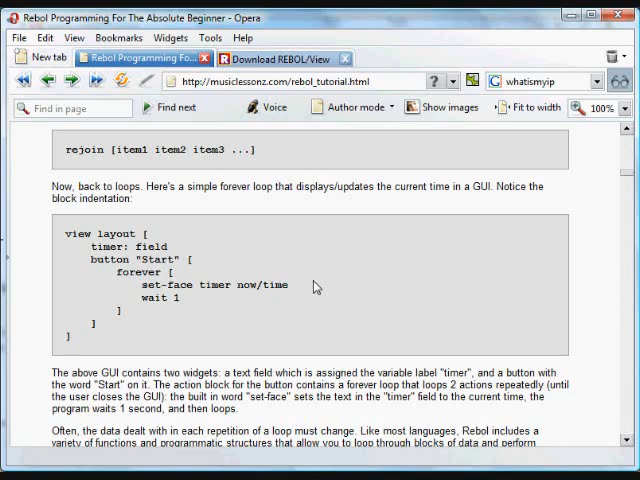 Rebol Programming For The Absolute Beginner - Opera
File Edit View Bookmarks Widgets Tools Help
New tab Rebol Programming Fo... Download REBOL/View
http://musiclessonz.com/rebol_tutorial.html ? whatismyip
Find in page Find next Voice Author mode Show images Fit to width 100%
rejoin [item1 item2 item3 ...]
Now, back to loops. Here's a simple forever loop that displays/updates the current time in a GUI. Notice the
block indentation:
view layout [
timer: field
button "Start" [
forever [
set-face timer now/time
wait 1
]
]
]
The above GUI contains two widgets: a text field which is assigned the variable label "timer", and a button with
the word "Start" on it. The action block for the button contains a forever loop that loops 2 actions repeatedly (until
the user closes the GUI): the built in word "set-face" sets the text in the "timer" field to the current time, the
program waits 1 second, and then loops.
Often, the data dealt with in each repetition of a loop must change. Like most languages, Rebol includes a
variety of functions and programmatic structures that allow you to loop through blocks of data and perform